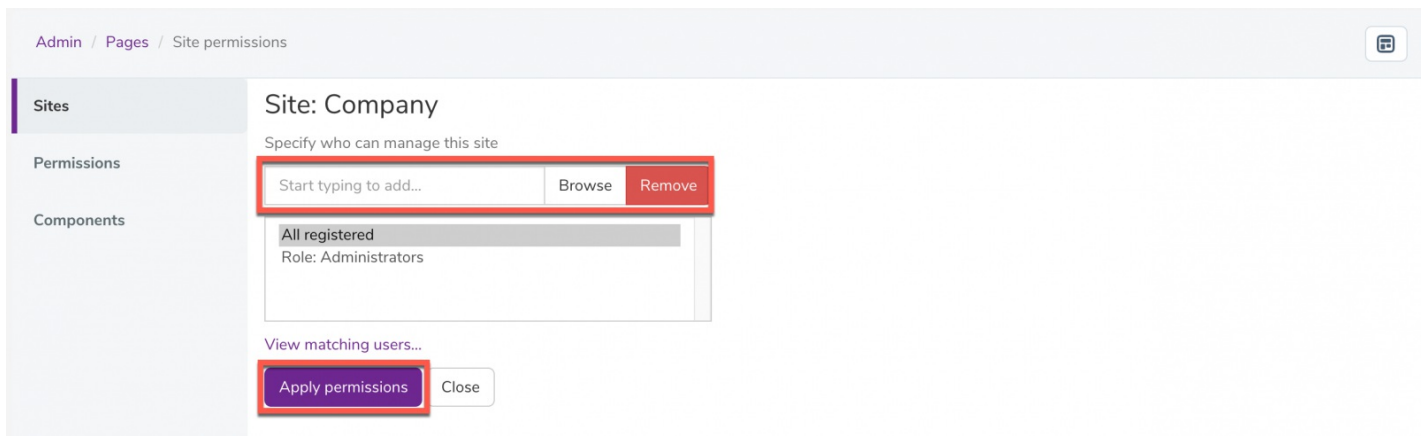 Admin / Pages / Site permissions
Sites
Permissions
Components
Site: Company
Specify who can manage this site
Start typing to add... Browse Remove
All registered
Role: Administrators
View matching users...
Apply permissions Close